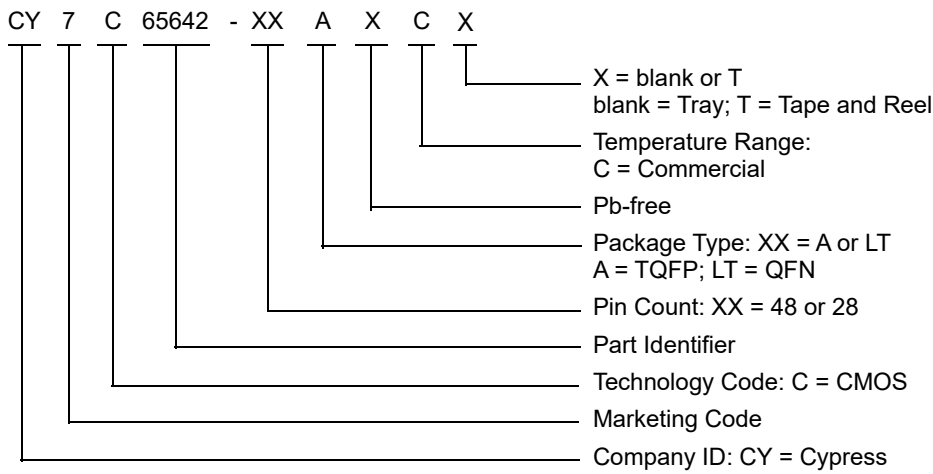 CY 7 C 65642 - XX A X C X
X = blank or T
blank = Tray; T = Tape and Reel
Temperature Range:
C = Commercial
Pb-free
Package Type: XX = A or LT
A = TQFP; LT = QFN
Pin Count: XX = 48 or 28
Part Identifier
Technology Code: C = CMOS
Marketing Code
Company ID: CY = Cypress